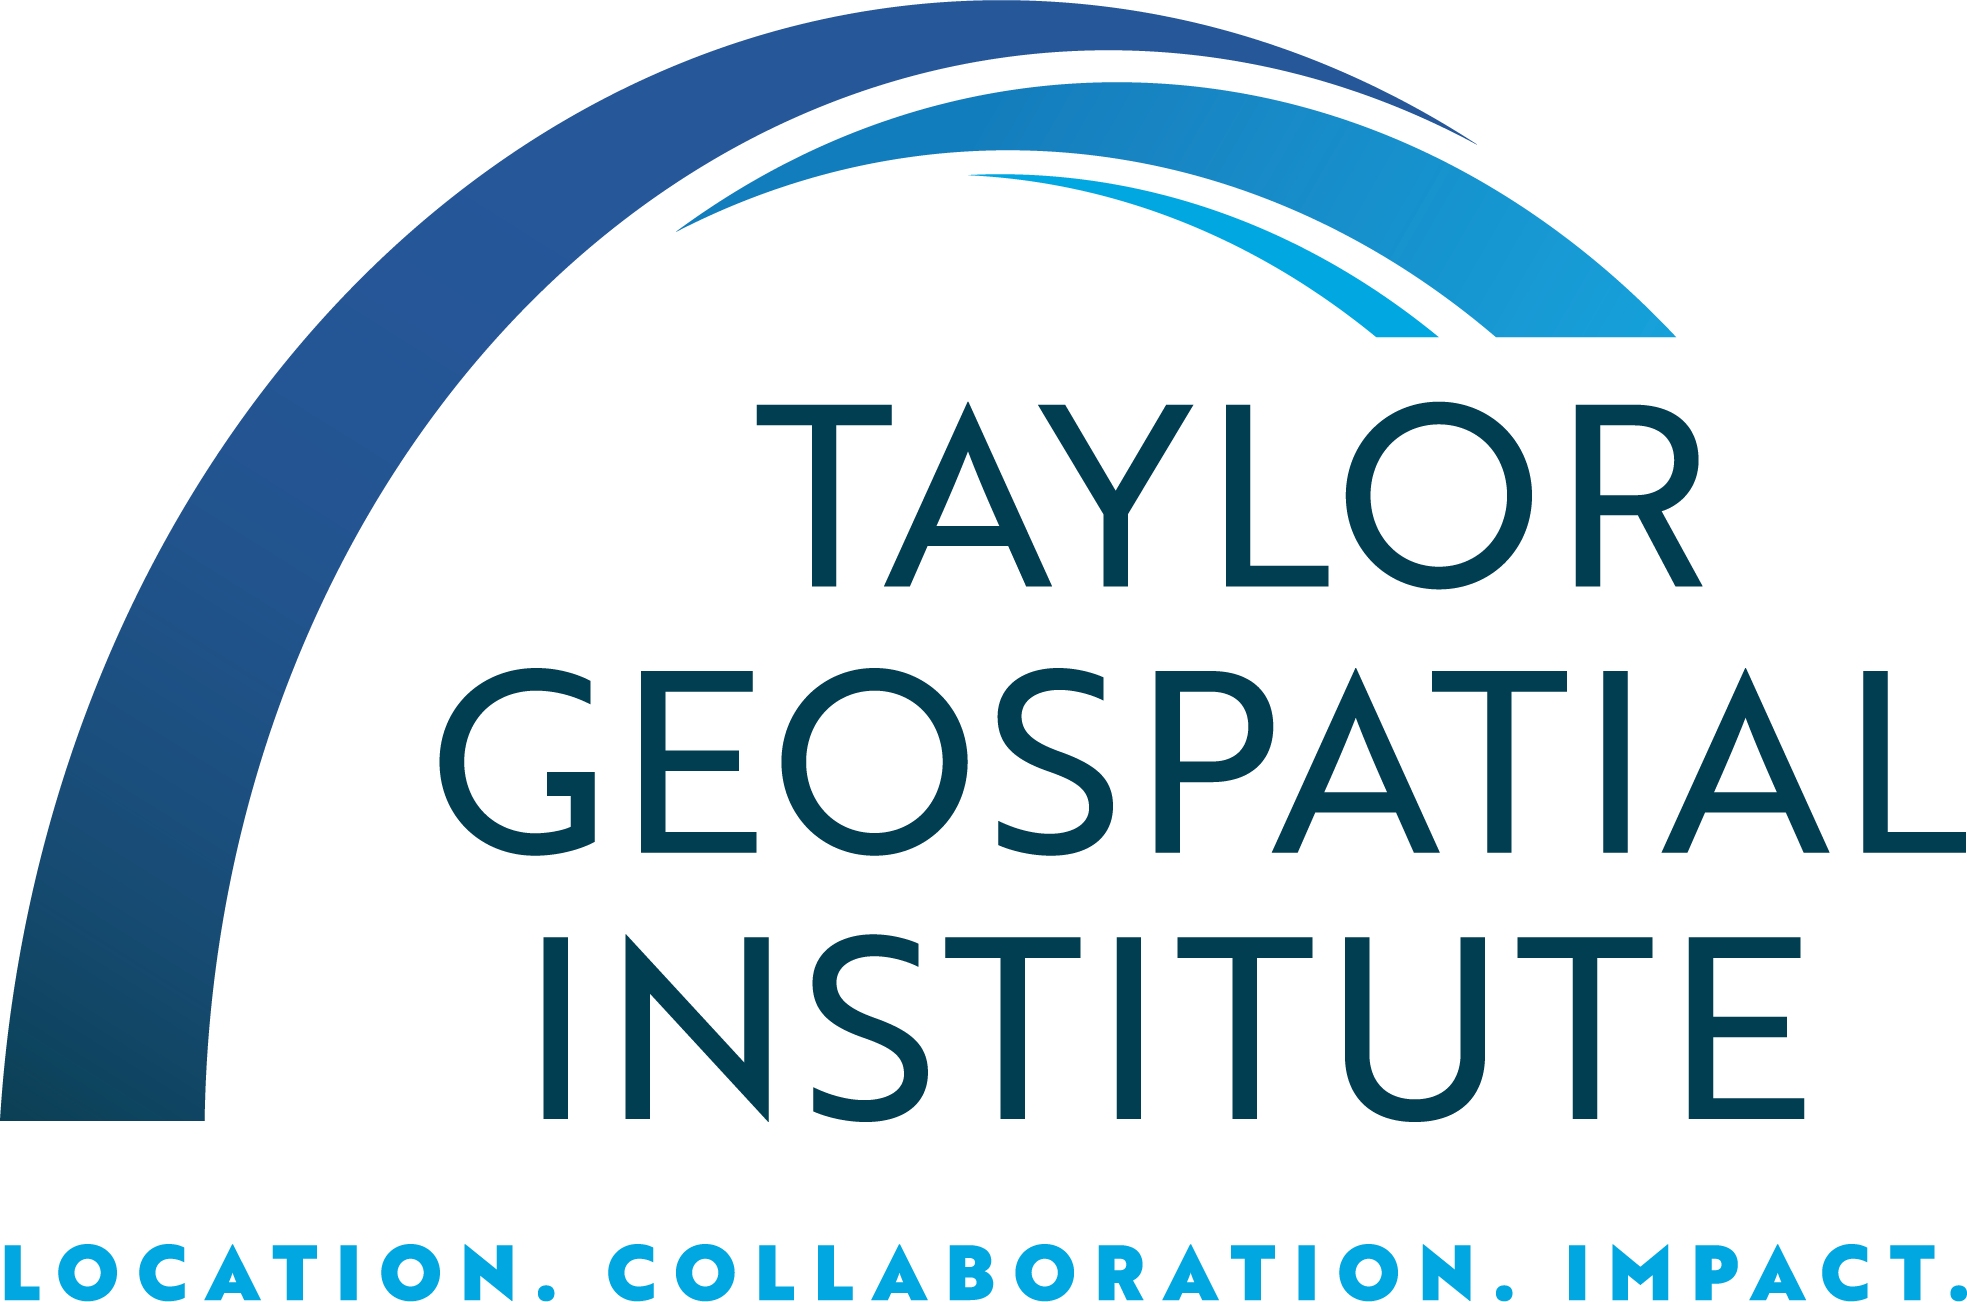 TAYLOR
GEOSPATIAL
INSTITUTE
LOCATION. COLLABORATION. IMPACT.